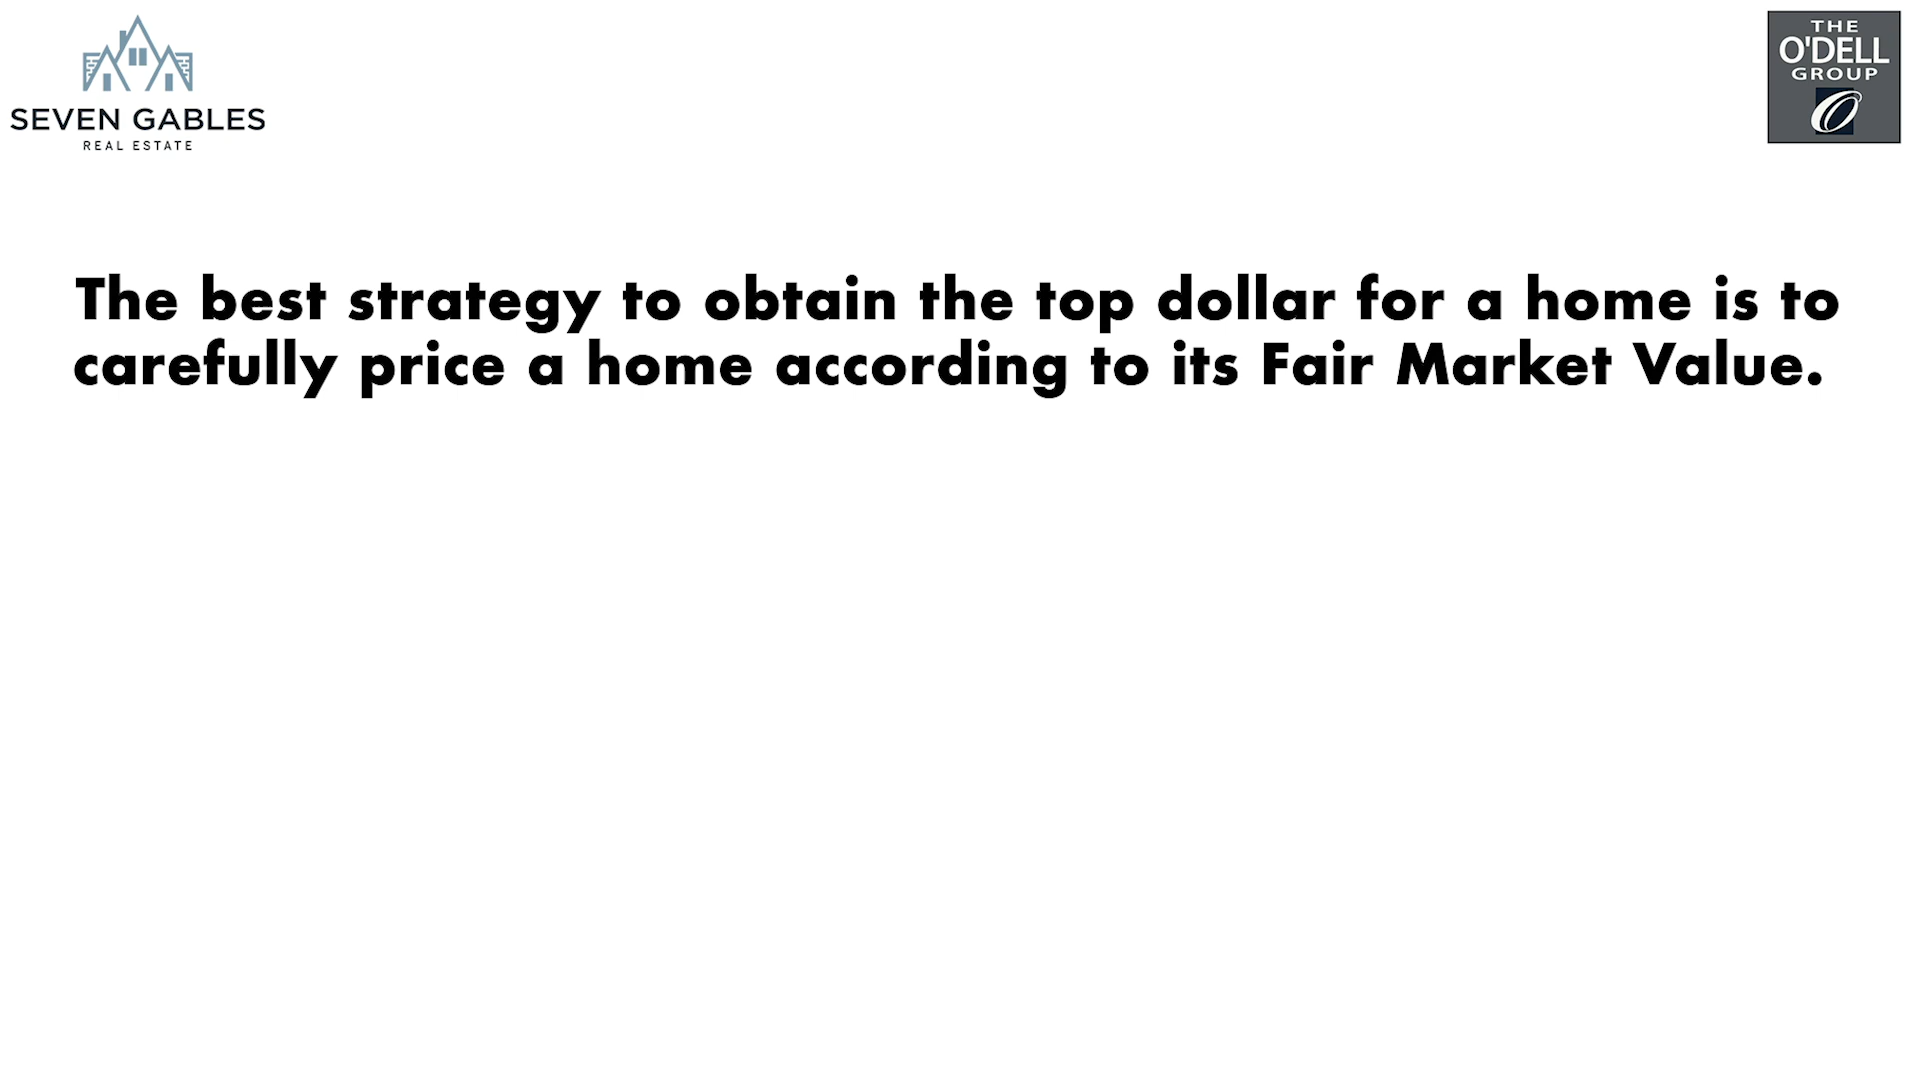 SEVEN GABLES
REAL ESTATE
THE
O'DELL
GROUP
O
The best strategy to obtain the top dollar for a home is to
carefully price a home according to its Fair Market Value.